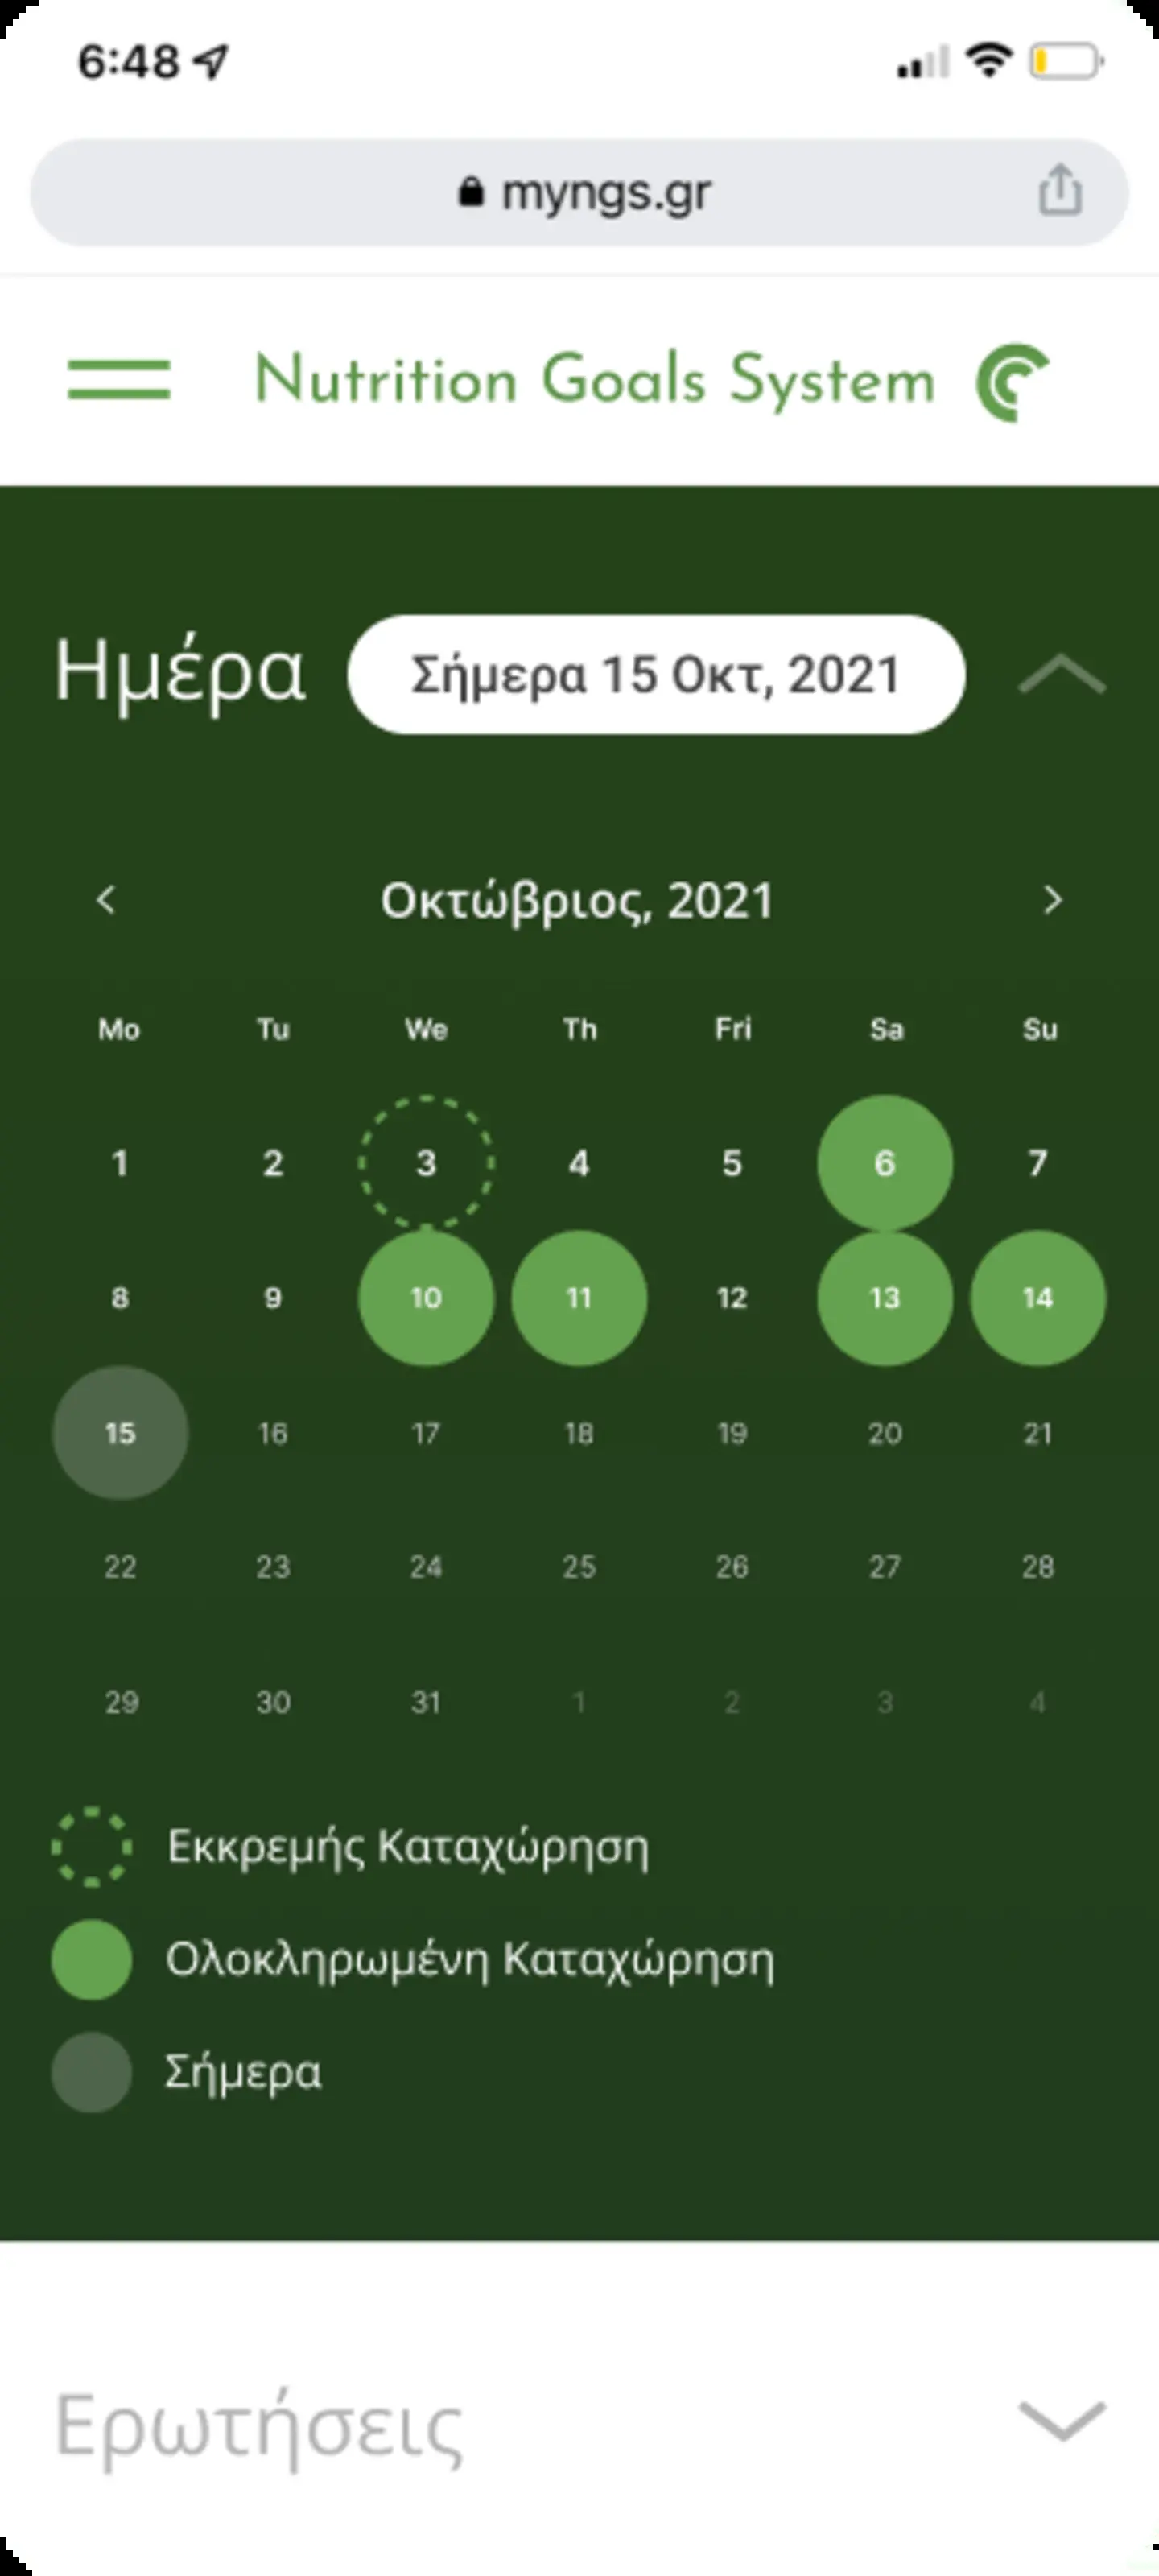 6:48
myngs.gr
Nutrition Goals System
Ημέρα Σήμερα 15 Οκτ, 2021
Οκτώβριος, 2021
Mo Tu We Th Fri Sa Su
1 2 3 4 5 6 7
8 9 10 11 12 13 14
15 16 17 18 19 20 21
22 23 24 25 26 27 28
29 30 31 1 2 3 4
Εκκρεμής Καταχώρηση
Ολοκληρωμένη Καταχώρηση
Σήμερα
Ερωτήσεις